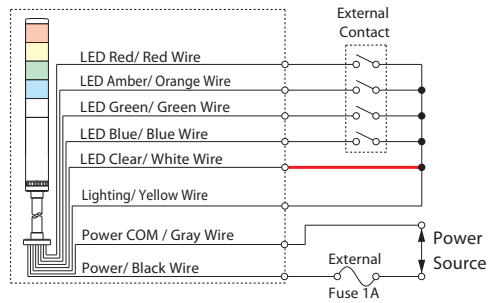 External
Contact
LED Red/ Red Wire
LED Amber/ Orange Wire
LED Green/ Green Wire
LED Blue/ Blue Wire
LED Clear/ White Wire
Lighting/ Yellow Wire
Power COM / Gray Wire
Power/ Black Wire
External
Fuse 1A
Power
Source